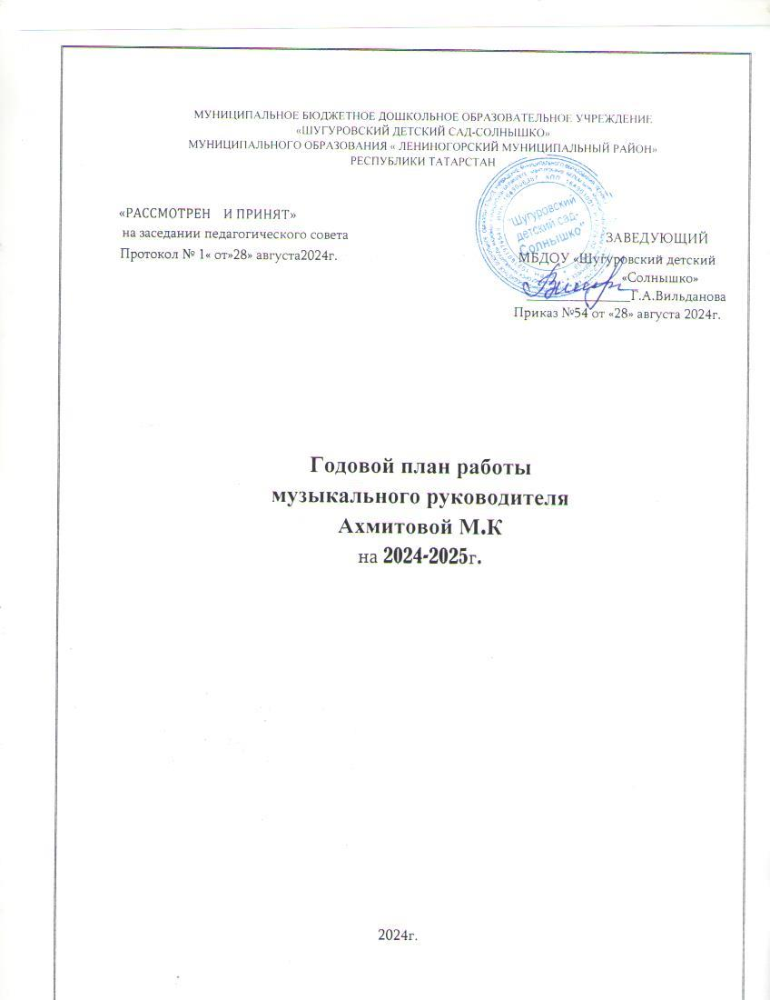 МУНИЦИПАЛЬНОЕ БЮДЖЕТНОЕ ДОШКОЛЬНОЕ ОБРАЗОВАТЕЛЬНОЕ УЧРЕЖДЕНИЕ
«ШУГУРОВСКИЙ ДЕТСКИЙ САД-СОЛНЫШКО»
МУНИЦИПАЛЬНОГО ОБРАЗОВАНИЯ « ЛЕНИНОГОРСКИЙ МУНИЦИПАЛЬНЫЙ РАЙОН»
РЕСПУБЛИКИ ТАТАРСТАН
«РАССМОТРЕН И ПРИНЯТ»
на заседании педагогического совета
Протокол № 1« от»28» августа2024г.
"Шугуровский
детский сад-
Солнышко"
ЗАВЕДУЮЩИЙ
МБДОУ «Шугуровский детский
«Солнышко»
Г.А.Вильданова
Приказ №54 от «28» августа 2024г.
Годовой план работы
музыкального руководителя
Ахмитовой М.К
на 2024-2025г.
2024г.